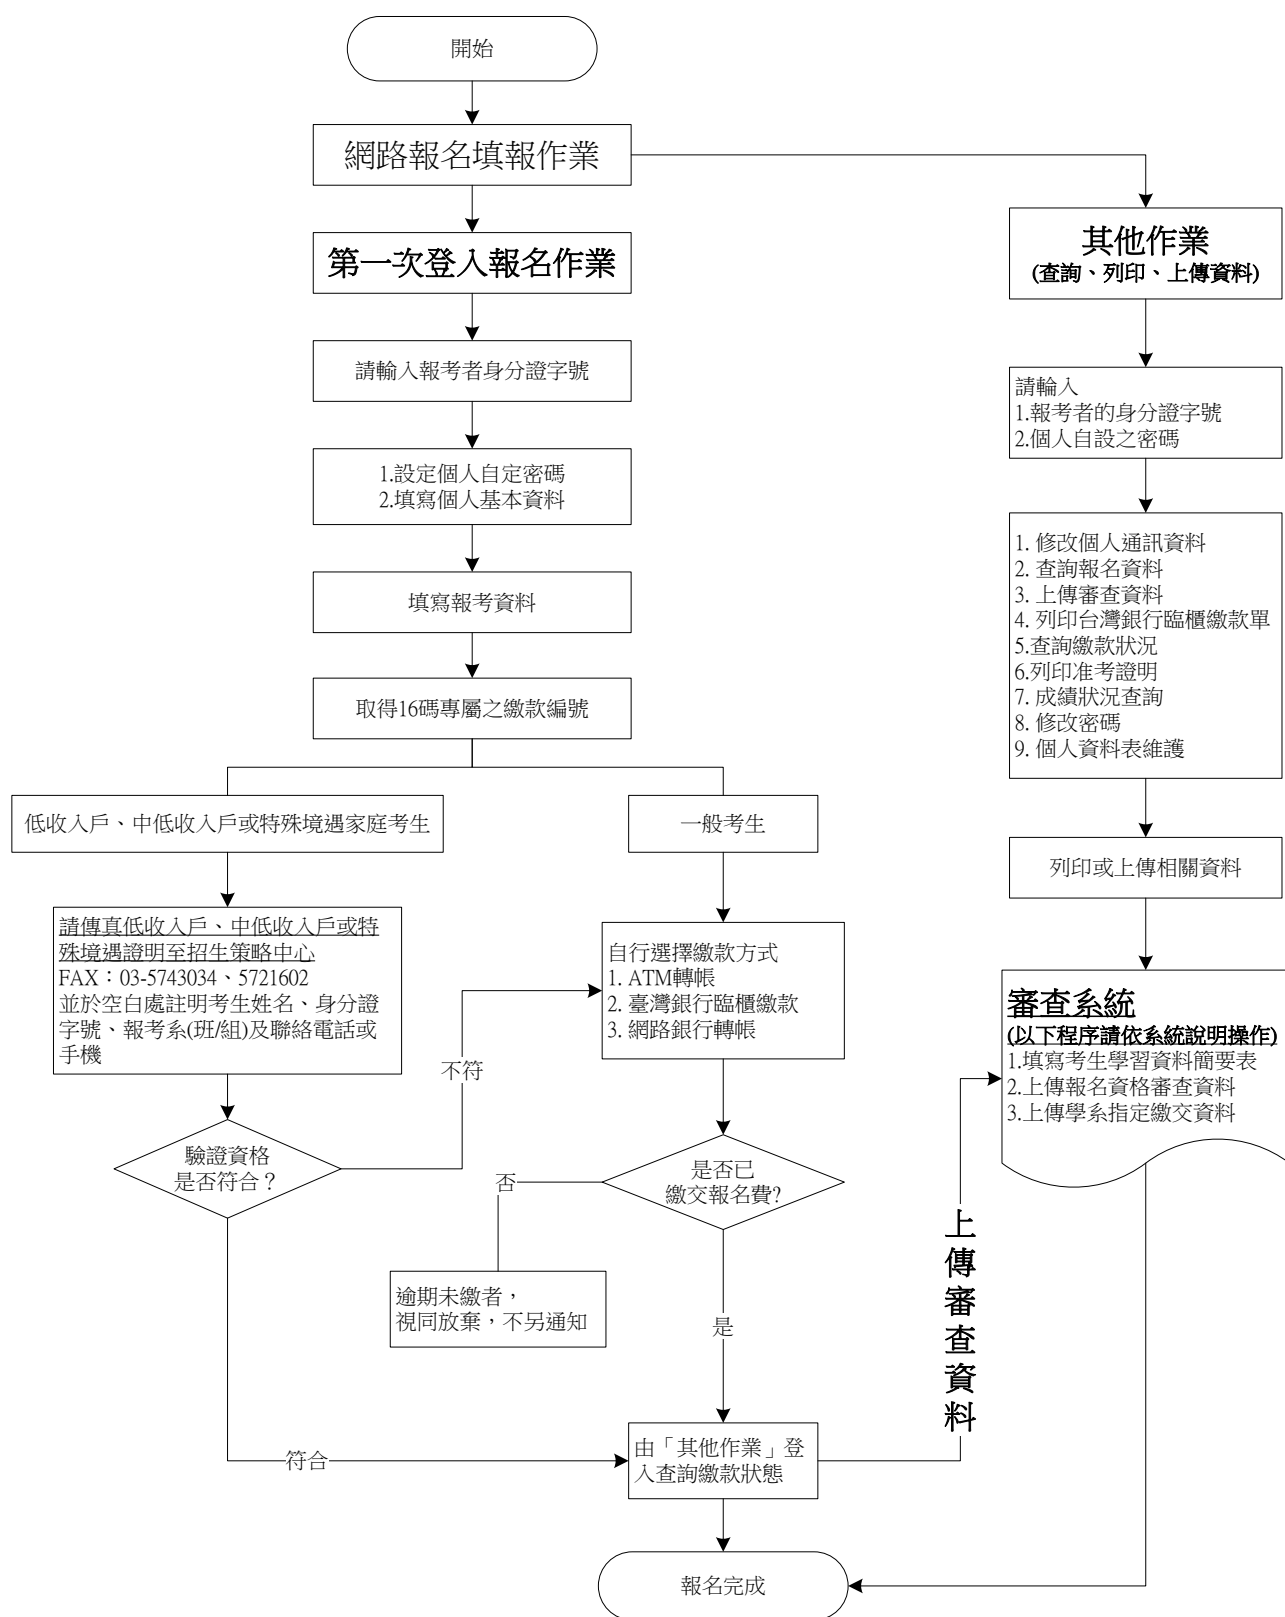 開始
網路報名填報作業
第一次登入報名作業
請輸入報考者身分證字號
1.設定個人自定密碼
2.填寫個人基本資料
填寫報考資料
取得16碼專屬之繳款編號
低收入戶、中低收入戶或特殊境遇家庭考生
一般考生
請傳真低收入戶、中低收入戶或特
殊境遇證明至招生策略中心
FAX：03-5743034、5721602
並於空白處註明考生姓名、身分證
字號、報考系(班/組)及聯絡電話或
手機
自行選擇繳款方式
1. ATM轉帳
2. 臺灣銀行臨櫃繳款
3. 網路銀行轉帳
不符
驗證資格
是否符合？
是否已
繳交報名費?
否
逾期未繳者，
視同放棄，不另通知
是
符合
由「其他作業」登
入查詢繳款狀態
報名完成
其他作業
(查詢、列印、上傳資料)
請輸入
1.報考者的身分證字號
2.個人自設之密碼
1. 修改個人通訊資料
2. 查詢報名資料
3. 上傳審查資料
4. 列印台灣銀行臨櫃繳款單
5.查詢繳款狀況
6.列印准考證明
7. 成績狀況查詢
8. 修改密碼
9. 個人資料表維護
列印或上傳相關資料
審查系統
(以下程序請依系統說明操作)
1.填寫考生學習資料簡要表
2.上傳報名資格審查資料
3.上傳學系指定繳交資料
上傳審查資料